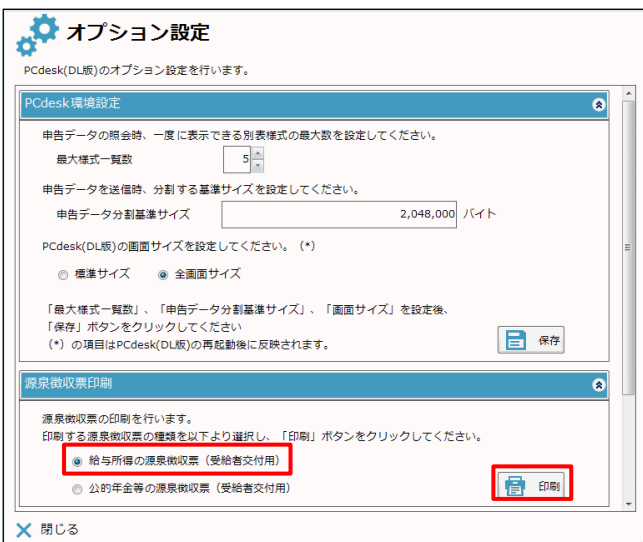 オプション設定
PCdesk(DL版)のオプション設定を行います。
PCdesk環境設定
申告データの照会時、一度に表示できる別表様式の最大数を設定してください。
最大様式一覧数 5
申告データを送信時、分割する基準サイズを設定してください。
申告データ分割基準サイズ 2,048,000 バイト
PCdesk(DL版)の画面サイズを設定してください。(*)
標準サイズ 全画面サイズ
「最大様式一覧数」、「申告データ分割基準サイズ」、「画面サイズ」を設定後、
「保存」ボタンをクリックしてください
(*)の項目はPCdesk(DL版)の再起動後に反映されます。
保存
源泉徴収票印刷
源泉徴収票の印刷を行います。
印刷する源泉徴収票の種類を以下より選択し、「印刷」ボタンをクリックしてください。
給与所得の源泉徴収票(受給者交付用)
印刷
公的年金等の源泉徴収票(受給者交付用)
閉じる